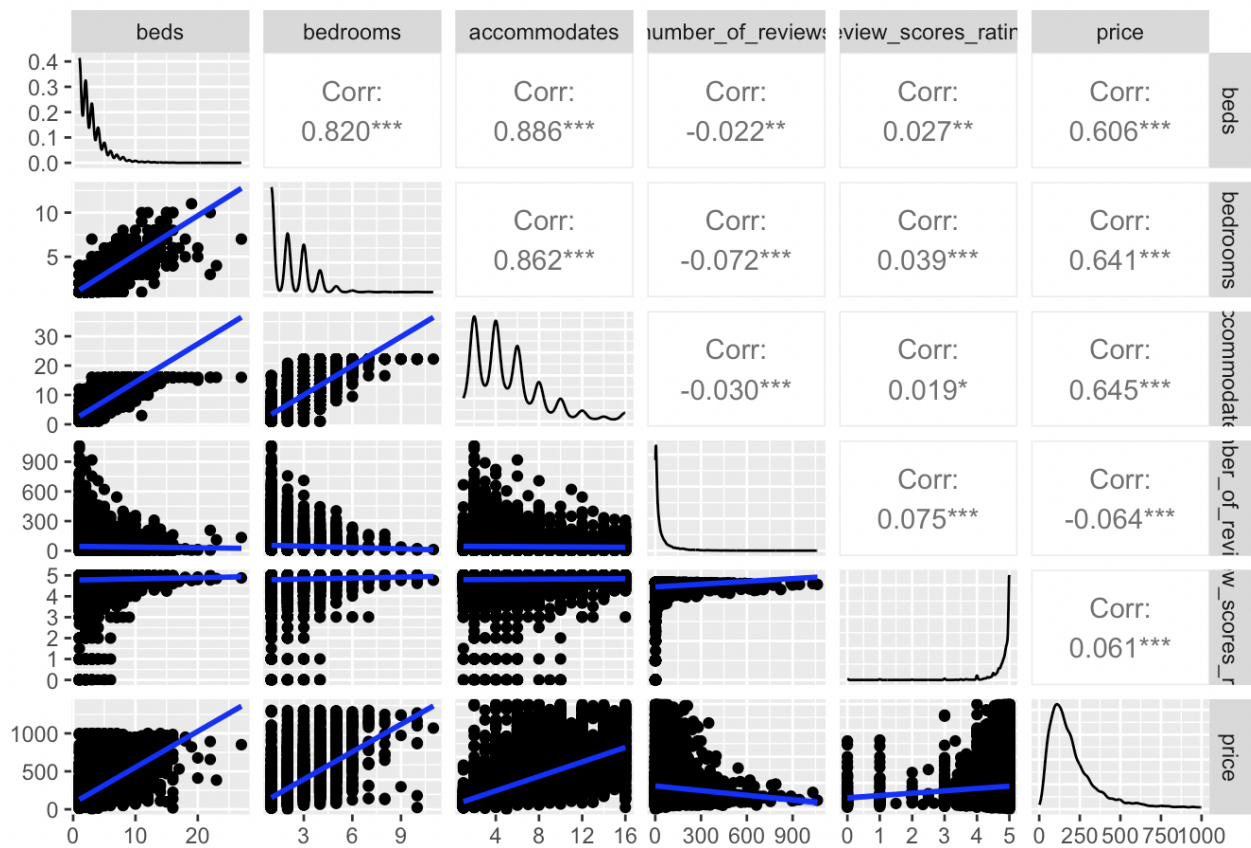 beds bedrooms accommodates number_of_reviews eview_scores_ratin price
0.4
0.3
0.2
0.1
0.0
Corr:
0.820***
Corr:
0.886***
Corr:
-0.022**
Corr:
0.027**
Corr:
0.606***
beds
10
5
Corr:
0.862***
Corr:
-0.072***
Corr:
0.039***
Corr:
0.641***
bedrooms
30
20
10
0
Corr:
-0.030***
Corr:
0.019*
Corr:
0.645***
ccommodate
900
600
300
0
Corr:
0.075***
Corr:
-0.064***
ber_of_revi
5
4
3
2
1
0
Corr:
0.061***
w_scores_r
1000
500
0
price
0 10 20
3 6 9
4 8 12 16
0 300 600 900
0 1 2 3 4 5
0 250 500 750 1000